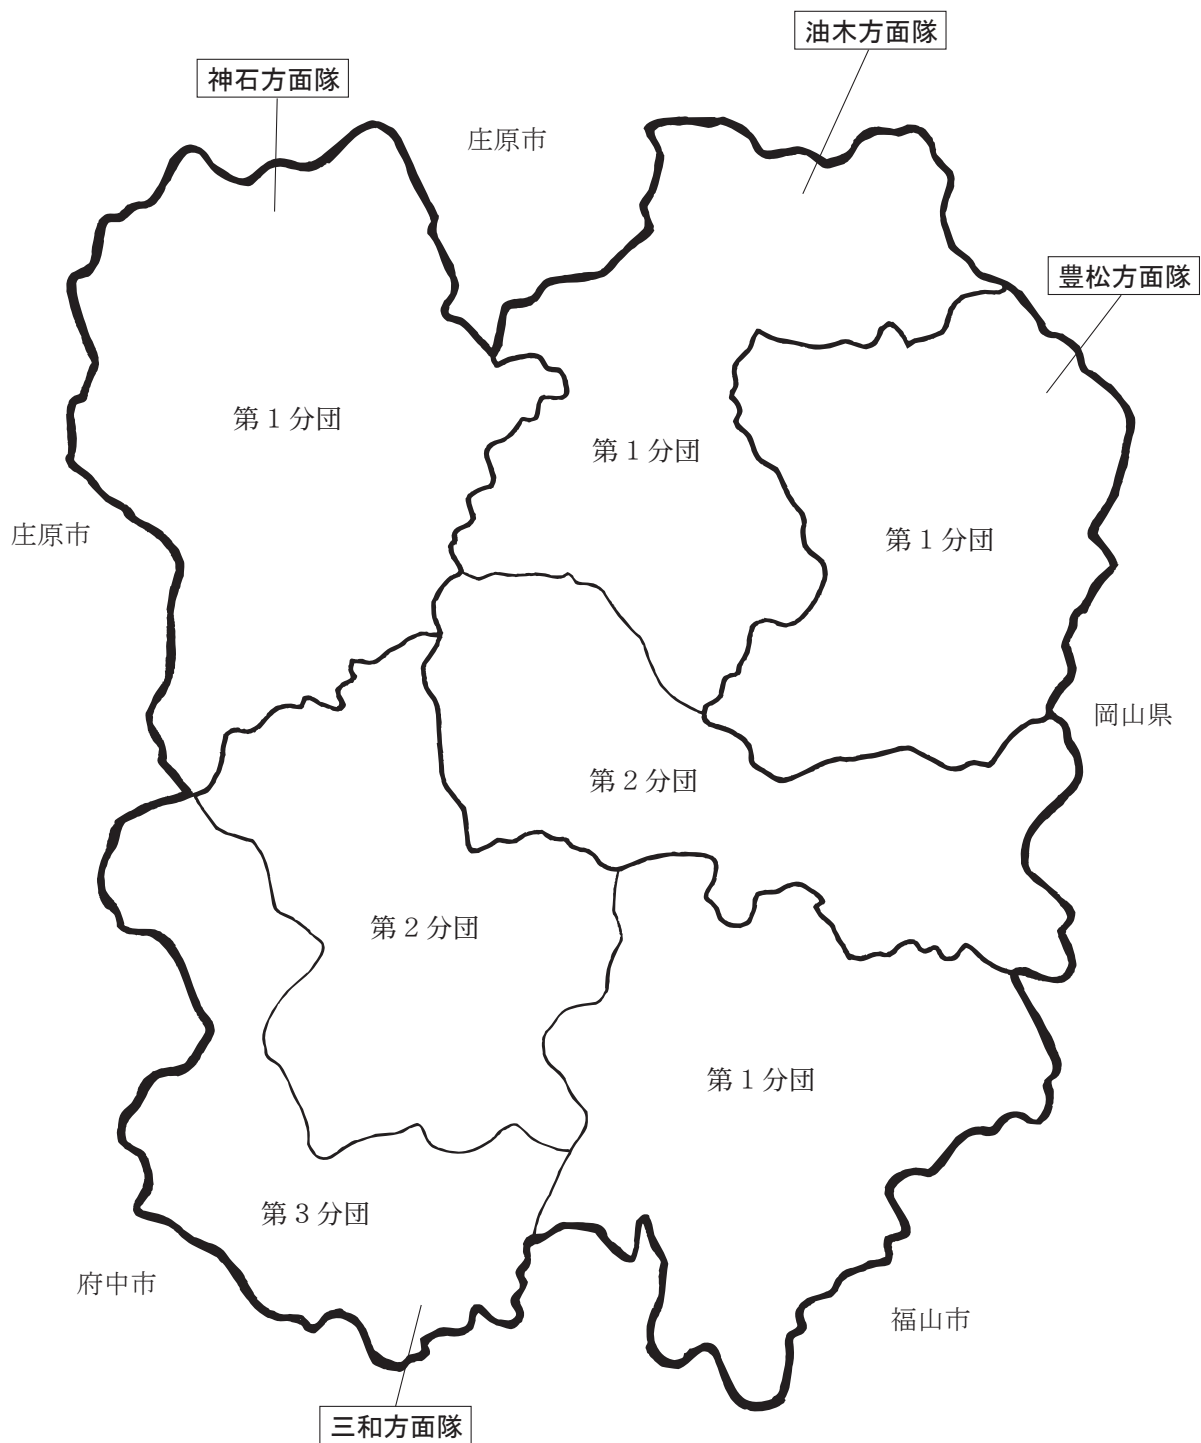 油木方面隊
神石方面隊
庄原市
豊松方面隊
第1分団
第1分団
庄原市
第1分団
岡山県
第2分団
第2分団
第1分団
第3分団
府中市
福山市
三和方面隊